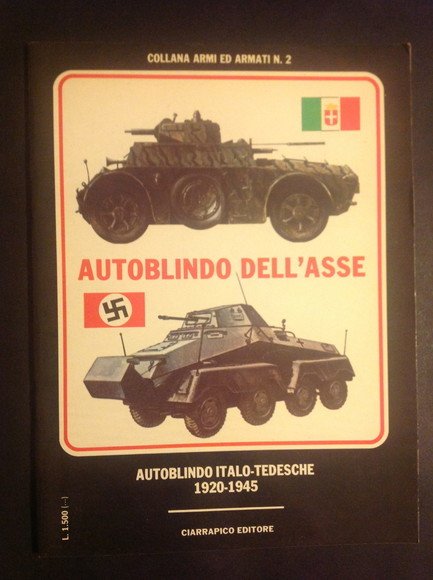 COLLANA ARMI ED ARMATI N. 2
AUTOBLINDO DELL'ASSE
AUTOBLINDO ITALO-TEDESCHE
1920-1945
CIARRAPICO EDITORE
L. 1.500 (...)